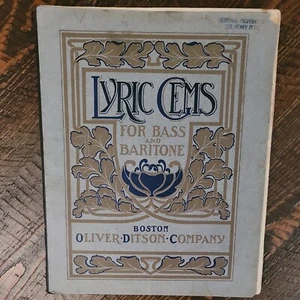 LYRIC GEMS
FOR BASS
AND
BARITONE
BOSTON
OLIVER · DITSON · COMPANY